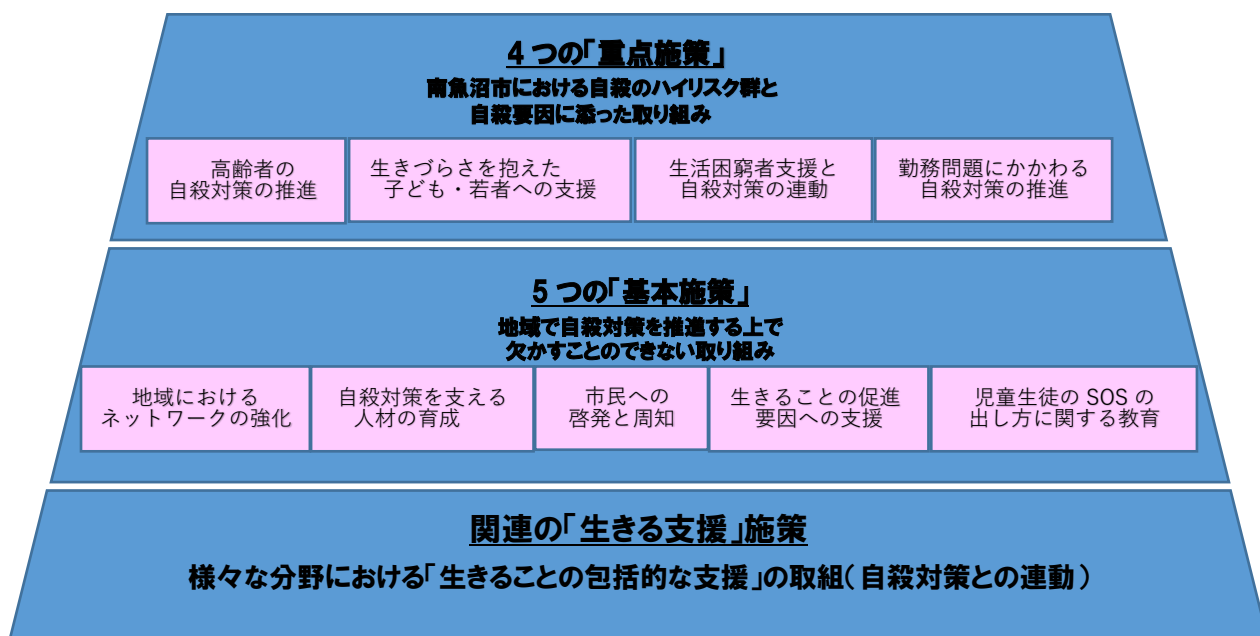 4つの「重点施策」
南魚沼市における自殺のハイリスク群と
自殺要因に添った取り組み
高齢者の
自殺対策の推進
生きづらさを抱えた
子ども・若者への支援
生活困窮者支援と
自殺対策の連動
勤務問題にかかわる
自殺対策の推進
5つの「基本施策」
地域で自殺対策を推進する上で
欠かすことのできない取り組み
地域における
ネットワークの強化
自殺対策を支える
人材の育成
市民への
啓発と周知
生きることの促進
要因への支援
児童生徒の SOS の
出し方に関する教育
関連の「生きる支援」施策
様々な分野における「生きることの包括的な支援」の取組(自殺対策との連動)